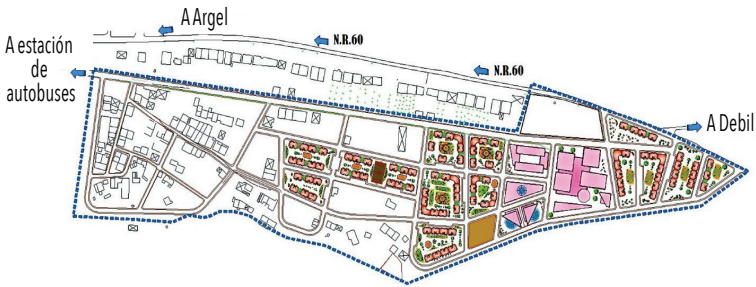 A Argel
N.R.60
A estación
de
autobuses
N.R.60
A Debil